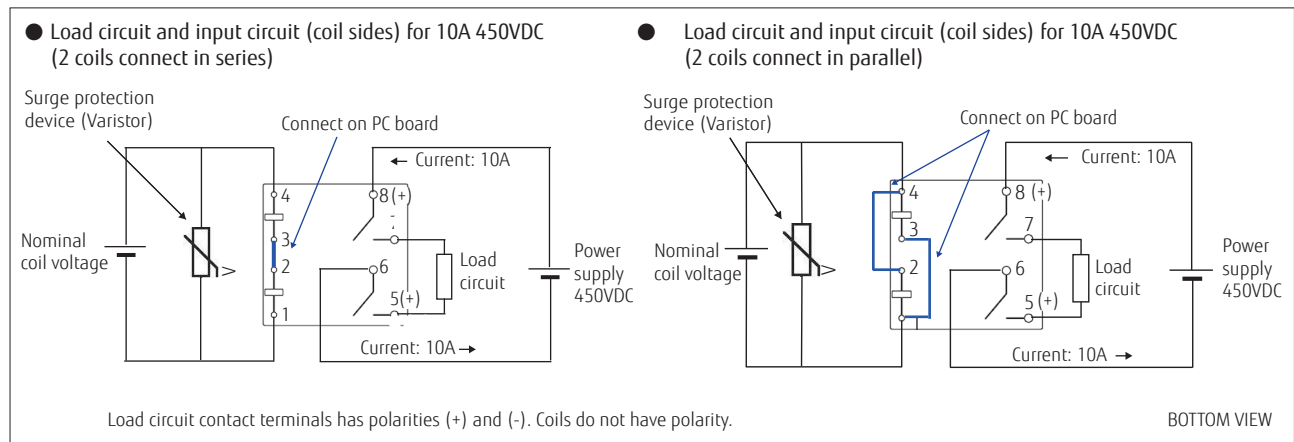 ● Load circuit and input circuit (coil sides) for 10A 450VDC
(2 coils connect in series)
Surge protection
device (Varistor)
Connect on PC board
← Current: 10A
4
8 (+)
-
3
Nominal
coil voltage
V
2
6
Load
circuit
Power
supply
450VDC
5(+)
1
-
Current: 10A →
● Load circuit and input circuit (coil sides) for 10A 450VDC
(2 coils connect in parallel)
Surge protection
device (Varistor)
Connect on PC board
← Current: 10A
4
8 (+)
3
7
Nominal
coil voltage
V
2
6
Load
circuit
Power
supply
450VDC
5 (+)
Current: 10A →
Load circuit contact terminals has polarities (+) and (-). Coils do not have polarity.
BOTTOM VIEW